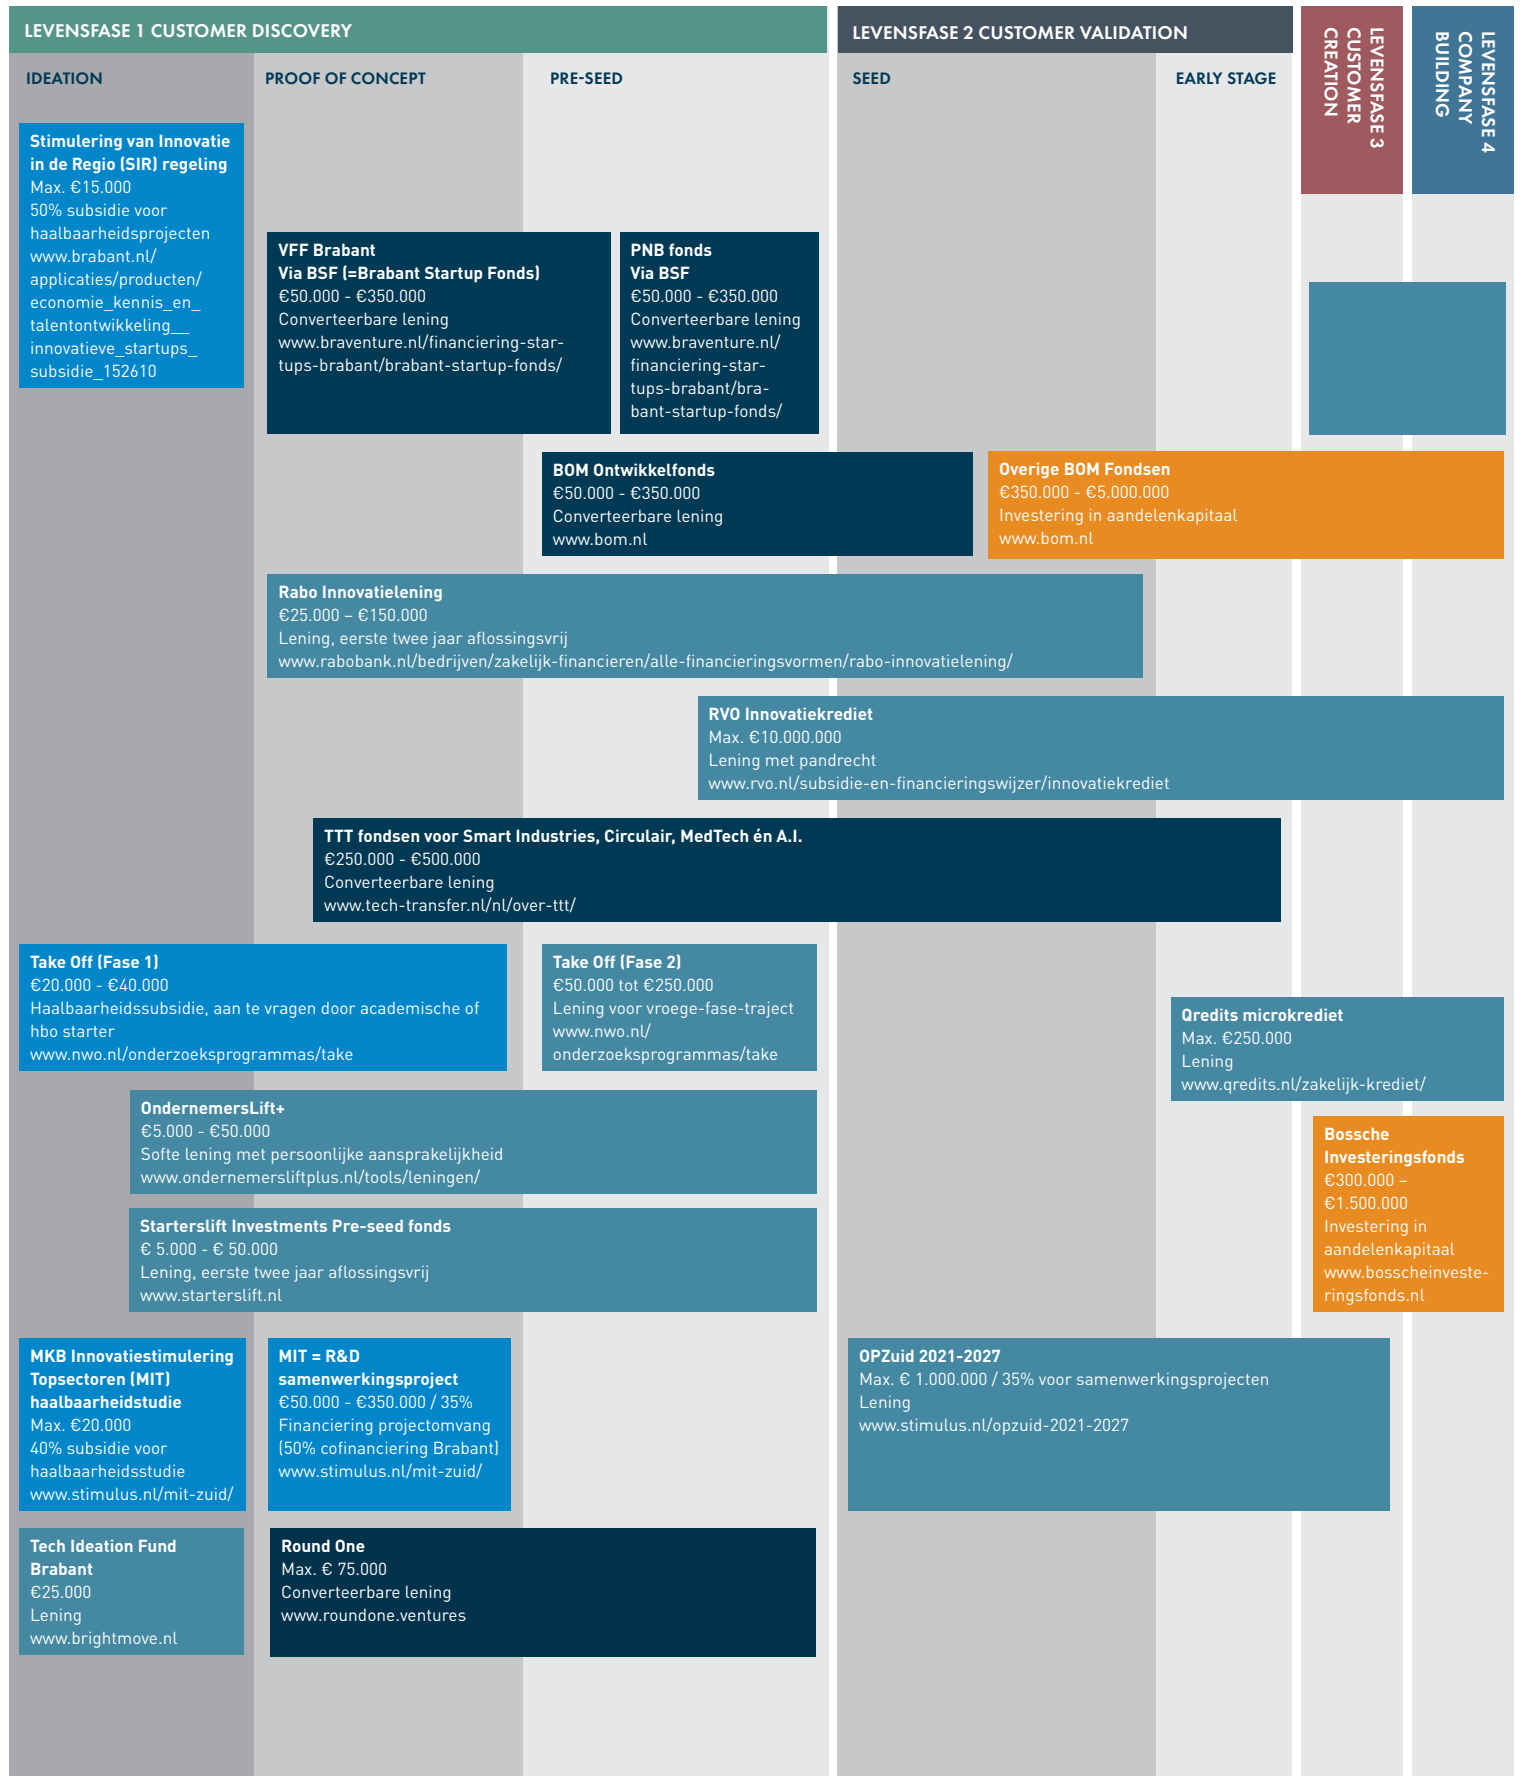 LEVENSFASE 1 CUSTOMER DISCOVERY
LEVENSFASE 2 CUSTOMER VALIDATION
LEVENSFASE 3
CUSTOMER
CREATION
LEVENSFASE 4
COMPANY
BUILDING
IDEATION
PROOF OF CONCEPT
PRE-SEED
SEED
EARLY STAGE
Stimulering van Innovatie
in de Regio (SIR) regeling
Max. €15.000
50% subsidie voor
haalbaarheidsprojecten
www.brabant.nl/
applicaties/producten/
economie_kennis_en_
talentontwikkeling__
innovatieve_startups_
subsidie_152610
VFF Brabant
Via BSF (=Brabant Startup Fonds)
€50.000 - €350.000
Converteerbare lening
www.braventure.nl/financiering-star-
tups-brabant/brabant-startup-fonds/
PNB fonds
Via BSF
€50.000 - €350.000
Converteerbare lening
www.braventure.nl/
financiering-star-
tups-brabant/bra-
bant-startup-fonds/
BOM Ontwikkelfonds
€50.000 - €350.000
Converteerbare lening
www.bom.nl
Overige BOM Fondsen
€350.000 - €5.000.000
Investering in aandelenkapitaal
www.bom.nl
Rabo Innovatielening
€25.000 – €150.000
Lening, eerste twee jaar aflossingsvrij
www.rabobank.nl/bedrijven/zakelijk-financieren/alle-financieringsvormen/rabo-innovatielening/
RVO Innovatiekrediet
Max. €10.000.000
Lening met pandrecht
www.rvo.nl/subsidie-en-financieringswijzer/innovatiekrediet
TTT fondsen voor Smart Industries, Circulair, MedTech én A.I.
€250.000 - €500.000
Converteerbare lening
www.tech-transfer.nl/nl/over-ttt/
Take Off (Fase 1)
€20.000 - €40.000
Haalbaarheidssubsidie, aan te vragen door academische of
hbo starter
www.nwo.nl/onderzoeksprogrammas/take
Take Off (Fase 2)
€50.000 tot €250.000
Lening voor vroege-fase-traject
www.nwo.nl/
onderzoeksprogrammas/take
Qredits microkrediet
Max. €250.000
Lening
www.qredits.nl/zakelijk-krediet/
OndernemersLift+
€5.000 - €50.000
Softe lening met persoonlijke aansprakelijkheid
www.ondernemersliftplus.nl/tools/leningen/
Bossche
Investeringsfonds
€300.000 –
€1.500.000
Investering in
aandelenkapitaal
www.bosscheinveste-
ringsfonds.nl
Starterslift Investments Pre-seed fonds
€ 5.000 - € 50.000
Lening, eerste twee jaar aflossingsvrij
www.starterslift.nl
MKB Innovatiestimulering
Topsectoren (MIT)
haalbaarheidstudie
Max. €20.000
40% subsidie voor
haalbaarheidsstudie
www.stimulus.nl/mit-zuid/
MIT = R&D
samenwerkingsproject
€50.000 - €350.000 / 35%
Financiering projectomvang
(50% cofinanciering Brabant)
www.stimulus.nl/mit-zuid/
OPZuid 2021-2027
Max. € 1.000.000 / 35% voor samenwerkingsprojecten
Lening
www.stimulus.nl/opzuid-2021-2027
Tech Ideation Fund
Brabant
€25.000
Lening
www.brightmove.nl
Round One
Max. € 75.000
Converteerbare lening
www.roundone.ventures